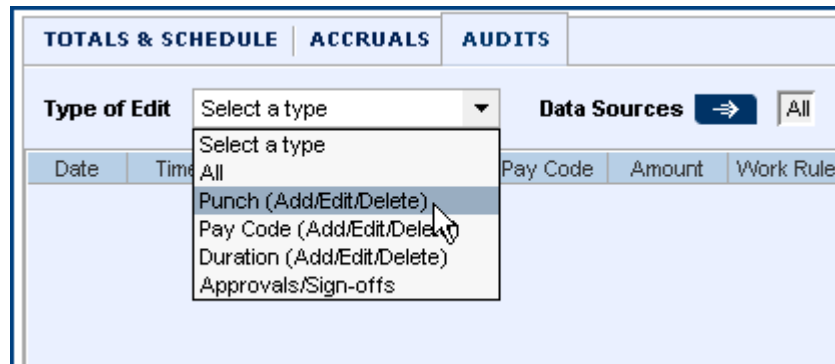 TOTALS & SCHEDULE ACCRUALS AUDITS
Type of Edit Select a type Data Sources All
Select a type
Date Time Pay Code Amount Work Rule
All
Punch (Add/Edit/Delete)
Pay Code (Add/Edit/Delete)
Duration (Add/Edit/Delete)
Approvals/Sign-offs